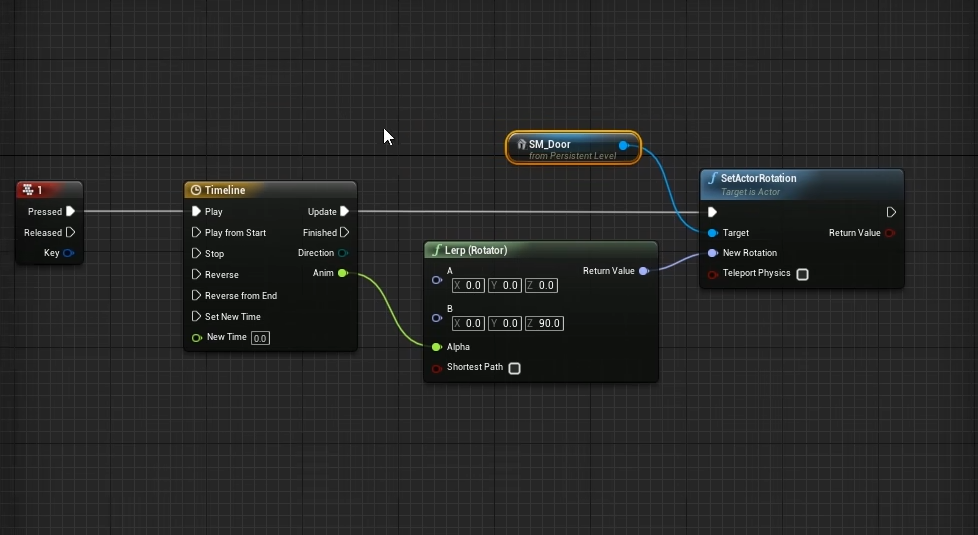 SM_Door
from Persistent Level
1
Pressed
Released
Key
Timeline
Play
Update
Play from Start
Finished
Stop
Direction
Reverse
Anim
Reverse from End
Set New Time
New Time 0.0
f Lerp (Rotator)
A
Return Value
X 0.0 Y 0.0 Z 0.0
B
X 0.0 Y 0.0 Z 90.0
Alpha
Shortest Path
f SetActorRotation
Target is Actor
Target
Return Value
New Rotation
Teleport Physics